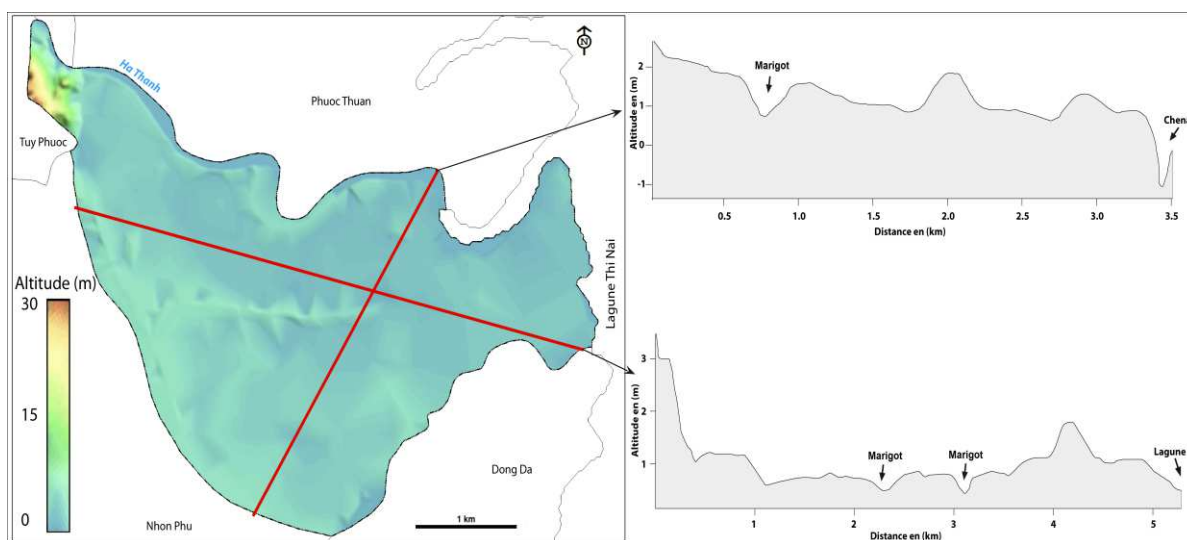 N
Ha Thanh
Phuoc Thuan
Tuy Phuoc
Lagune Thi Nai
Altitude (m)
30
15
0
Dong Da
1 km
Nhon Phu
Altitude en (m)
2
1
0
-1
Marigot
Chena
0.5
1.0
1.5
2.0
2.5
3.0
3.5
Distance en (km)
Altitude en (m)
3
2
1
Marigot
Marigot
Lagune
1
2
3
4
5
Distance en (km)